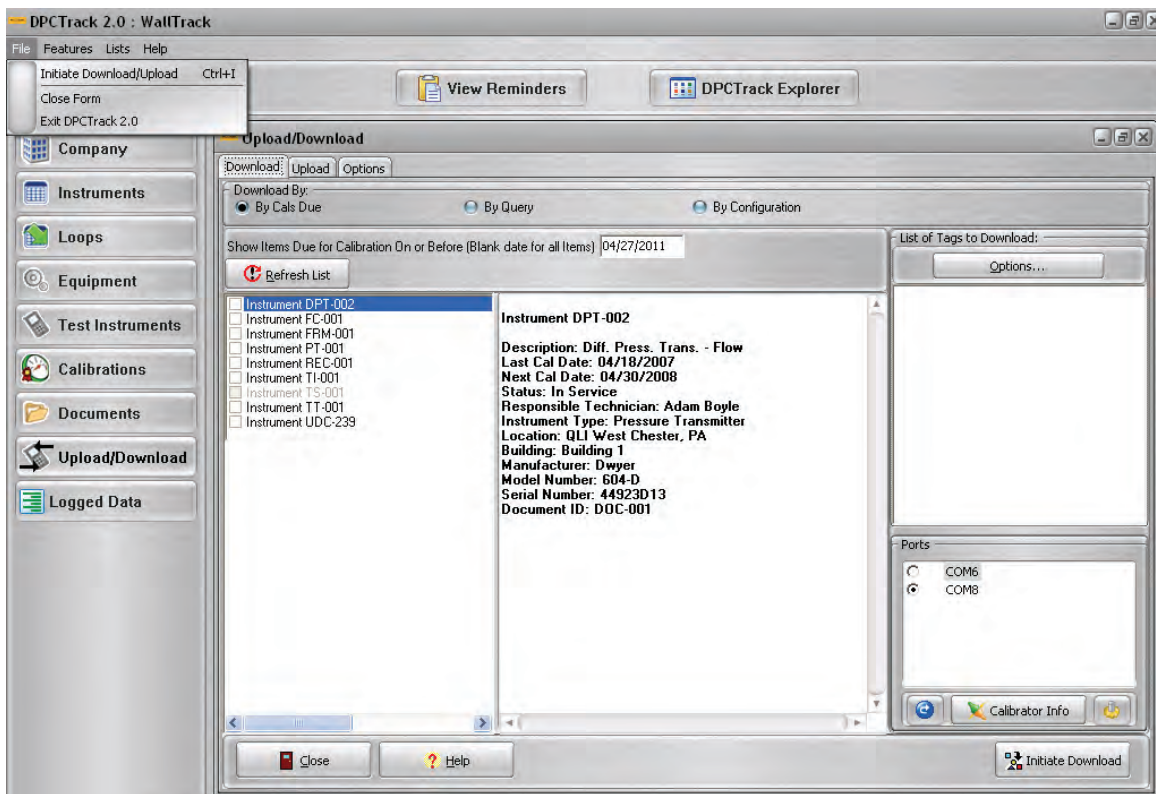 DPCTrack 2.0 : WallTrack
File Features Lists Help
Initiate Download/Upload Ctrl+I
Close Form
Exit DPCTrack 2.0
View Reminders
DPCTrack Explorer
Company
Instruments
Loops
Equipment
Test Instruments
Calibrations
Documents
Upload/Download
Logged Data
Upload/Download
Download Upload Options
Download By:
By Cals Due By Query By Configuration
Show Items Due for Calibration On or Before (Blank date for all Items) 04/27/2011
Refresh List
Instrument DPT-002
Instrument FC-001
Instrument FRM-001
Instrument PT-001
Instrument REC-001
Instrument TI-001
Instrument TS-001
Instrument TT-001
Instrument UDC-239
Instrument DPT-002
Description: Diff. Press. Trans. - Flow
Last Cal Date: 04/18/2007
Next Cal Date: 04/30/2008
Status: In Service
Responsible Technician: Adam Boyle
Instrument Type: Pressure Transmitter
Location: QLI West Chester, PA
Building: Building 1
Manufacturer: Dwyer
Model Number: 604-D
Serial Number: 44923D13
Document ID: DOC-001
List of Tags to Download:
Options...
Ports
COM6
COM8
Calibrator Info
Close
Help
Initiate Download